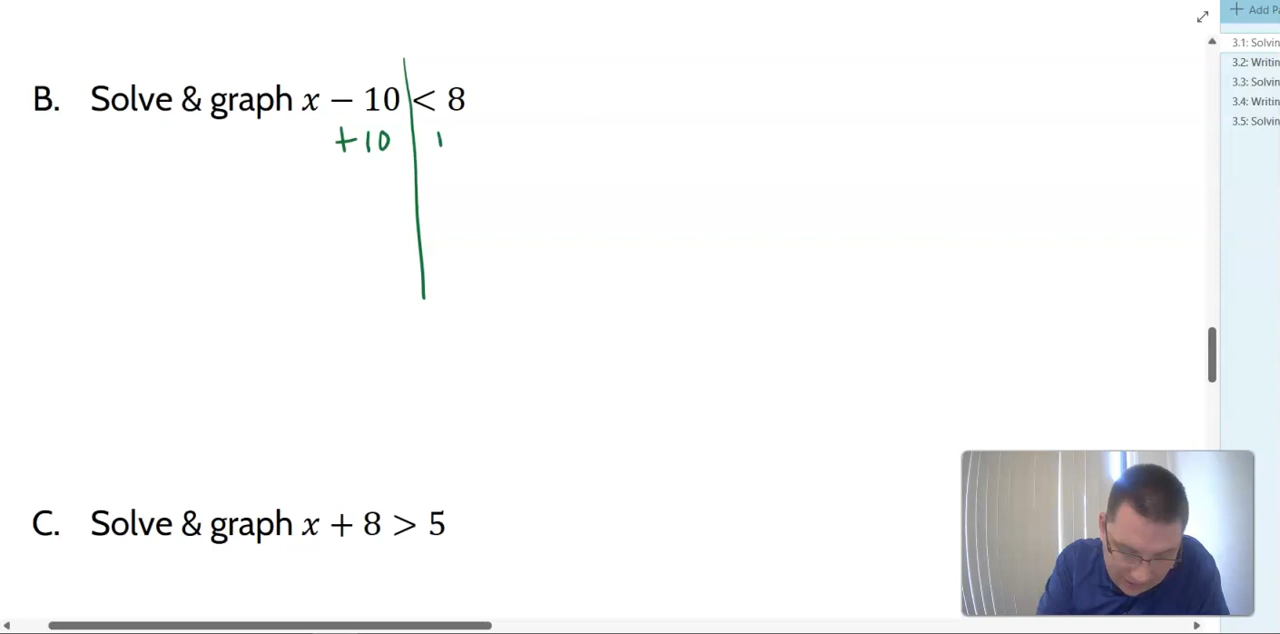 Add
3.1: Solvin
3.2: Writin
3.3: Solvin
3.4: Writin
3.5: Solvin
B. Solve & graph x − 10 < 8
+10
C. Solve & graph x + 8 > 5